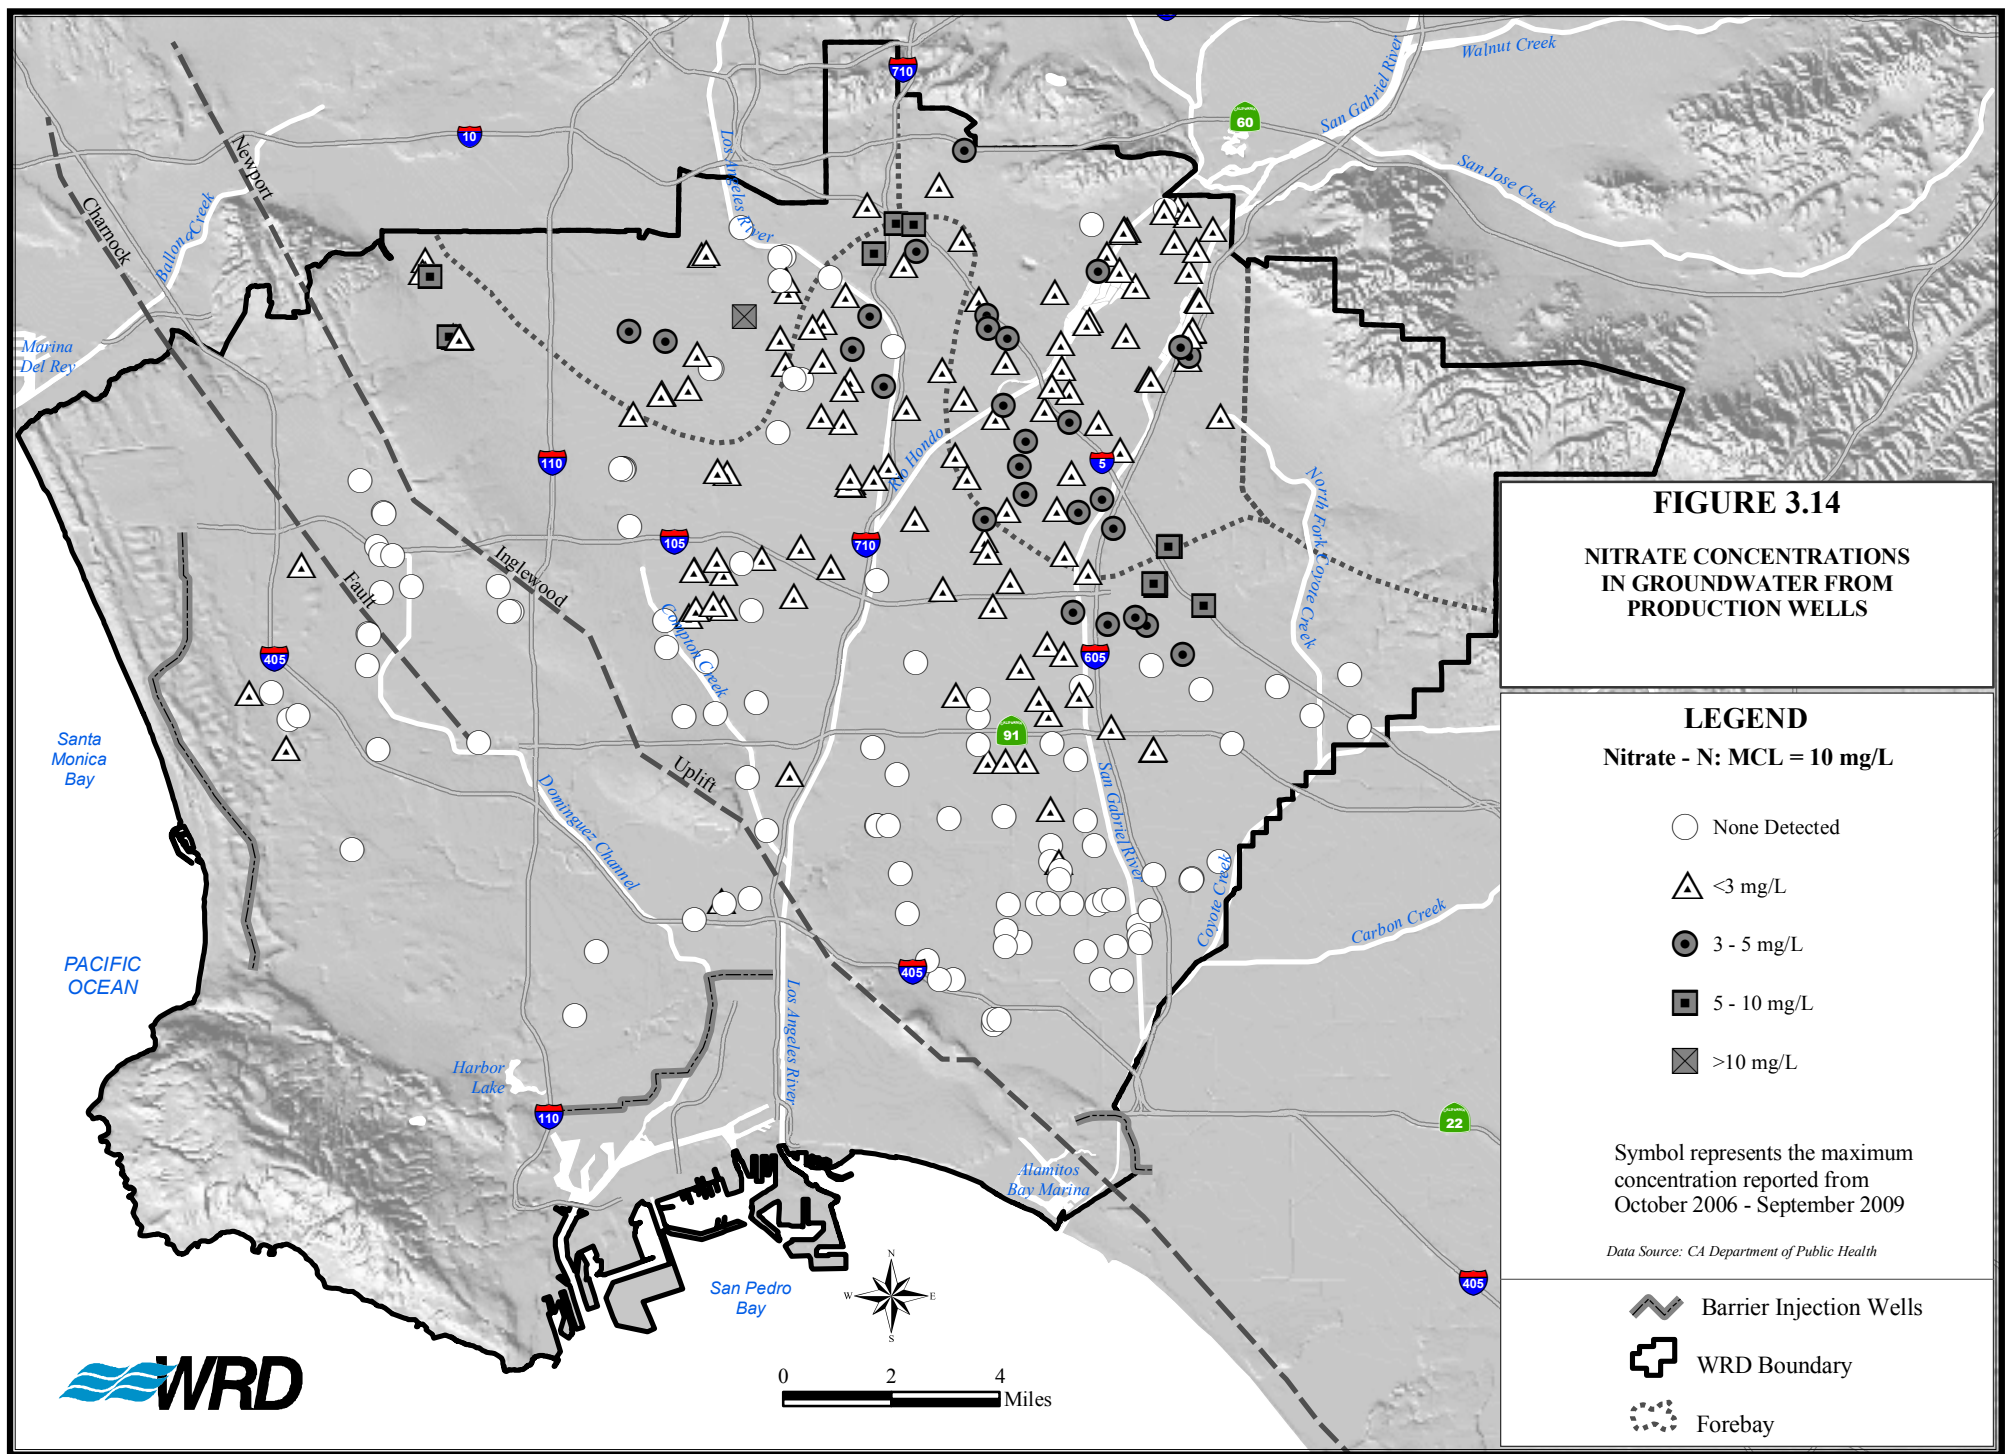 710
10
60
Walnut Creek
San Gabriel River
San Jose Creek
Los Angeles
River
Newport
Charnock
Ballona Creek
Marina
Del Rey
110
5
Rio Hondo
North Fork Coyote Creek
105
710
Inglewood
Fault
Compton Creek
405
605
91
Santa
Monica
Bay
Uplift
Dominguez Channel
San Gabriel River
Coyote Creek
Carbon Creek
PACIFIC
OCEAN
405
Los Angeles River
Harbor
Lake
110
22
Alamitos
Bay Marina
San Pedro
Bay
405
N
W
E
S
0 2 4
Miles
WRD
FIGURE 3.14
NITRATE CONCENTRATIONS
IN GROUNDWATER FROM
PRODUCTION WELLS
LEGEND
Nitrate - N: MCL = 10 mg/L
None Detected
<3 mg/L
3 - 5 mg/L
5 - 10 mg/L
>10 mg/L
Symbol represents the maximum
concentration reported from
October 2006 - September 2009
Data Source: CA Department of Public Health
Barrier Injection Wells
WRD Boundary
Forebay